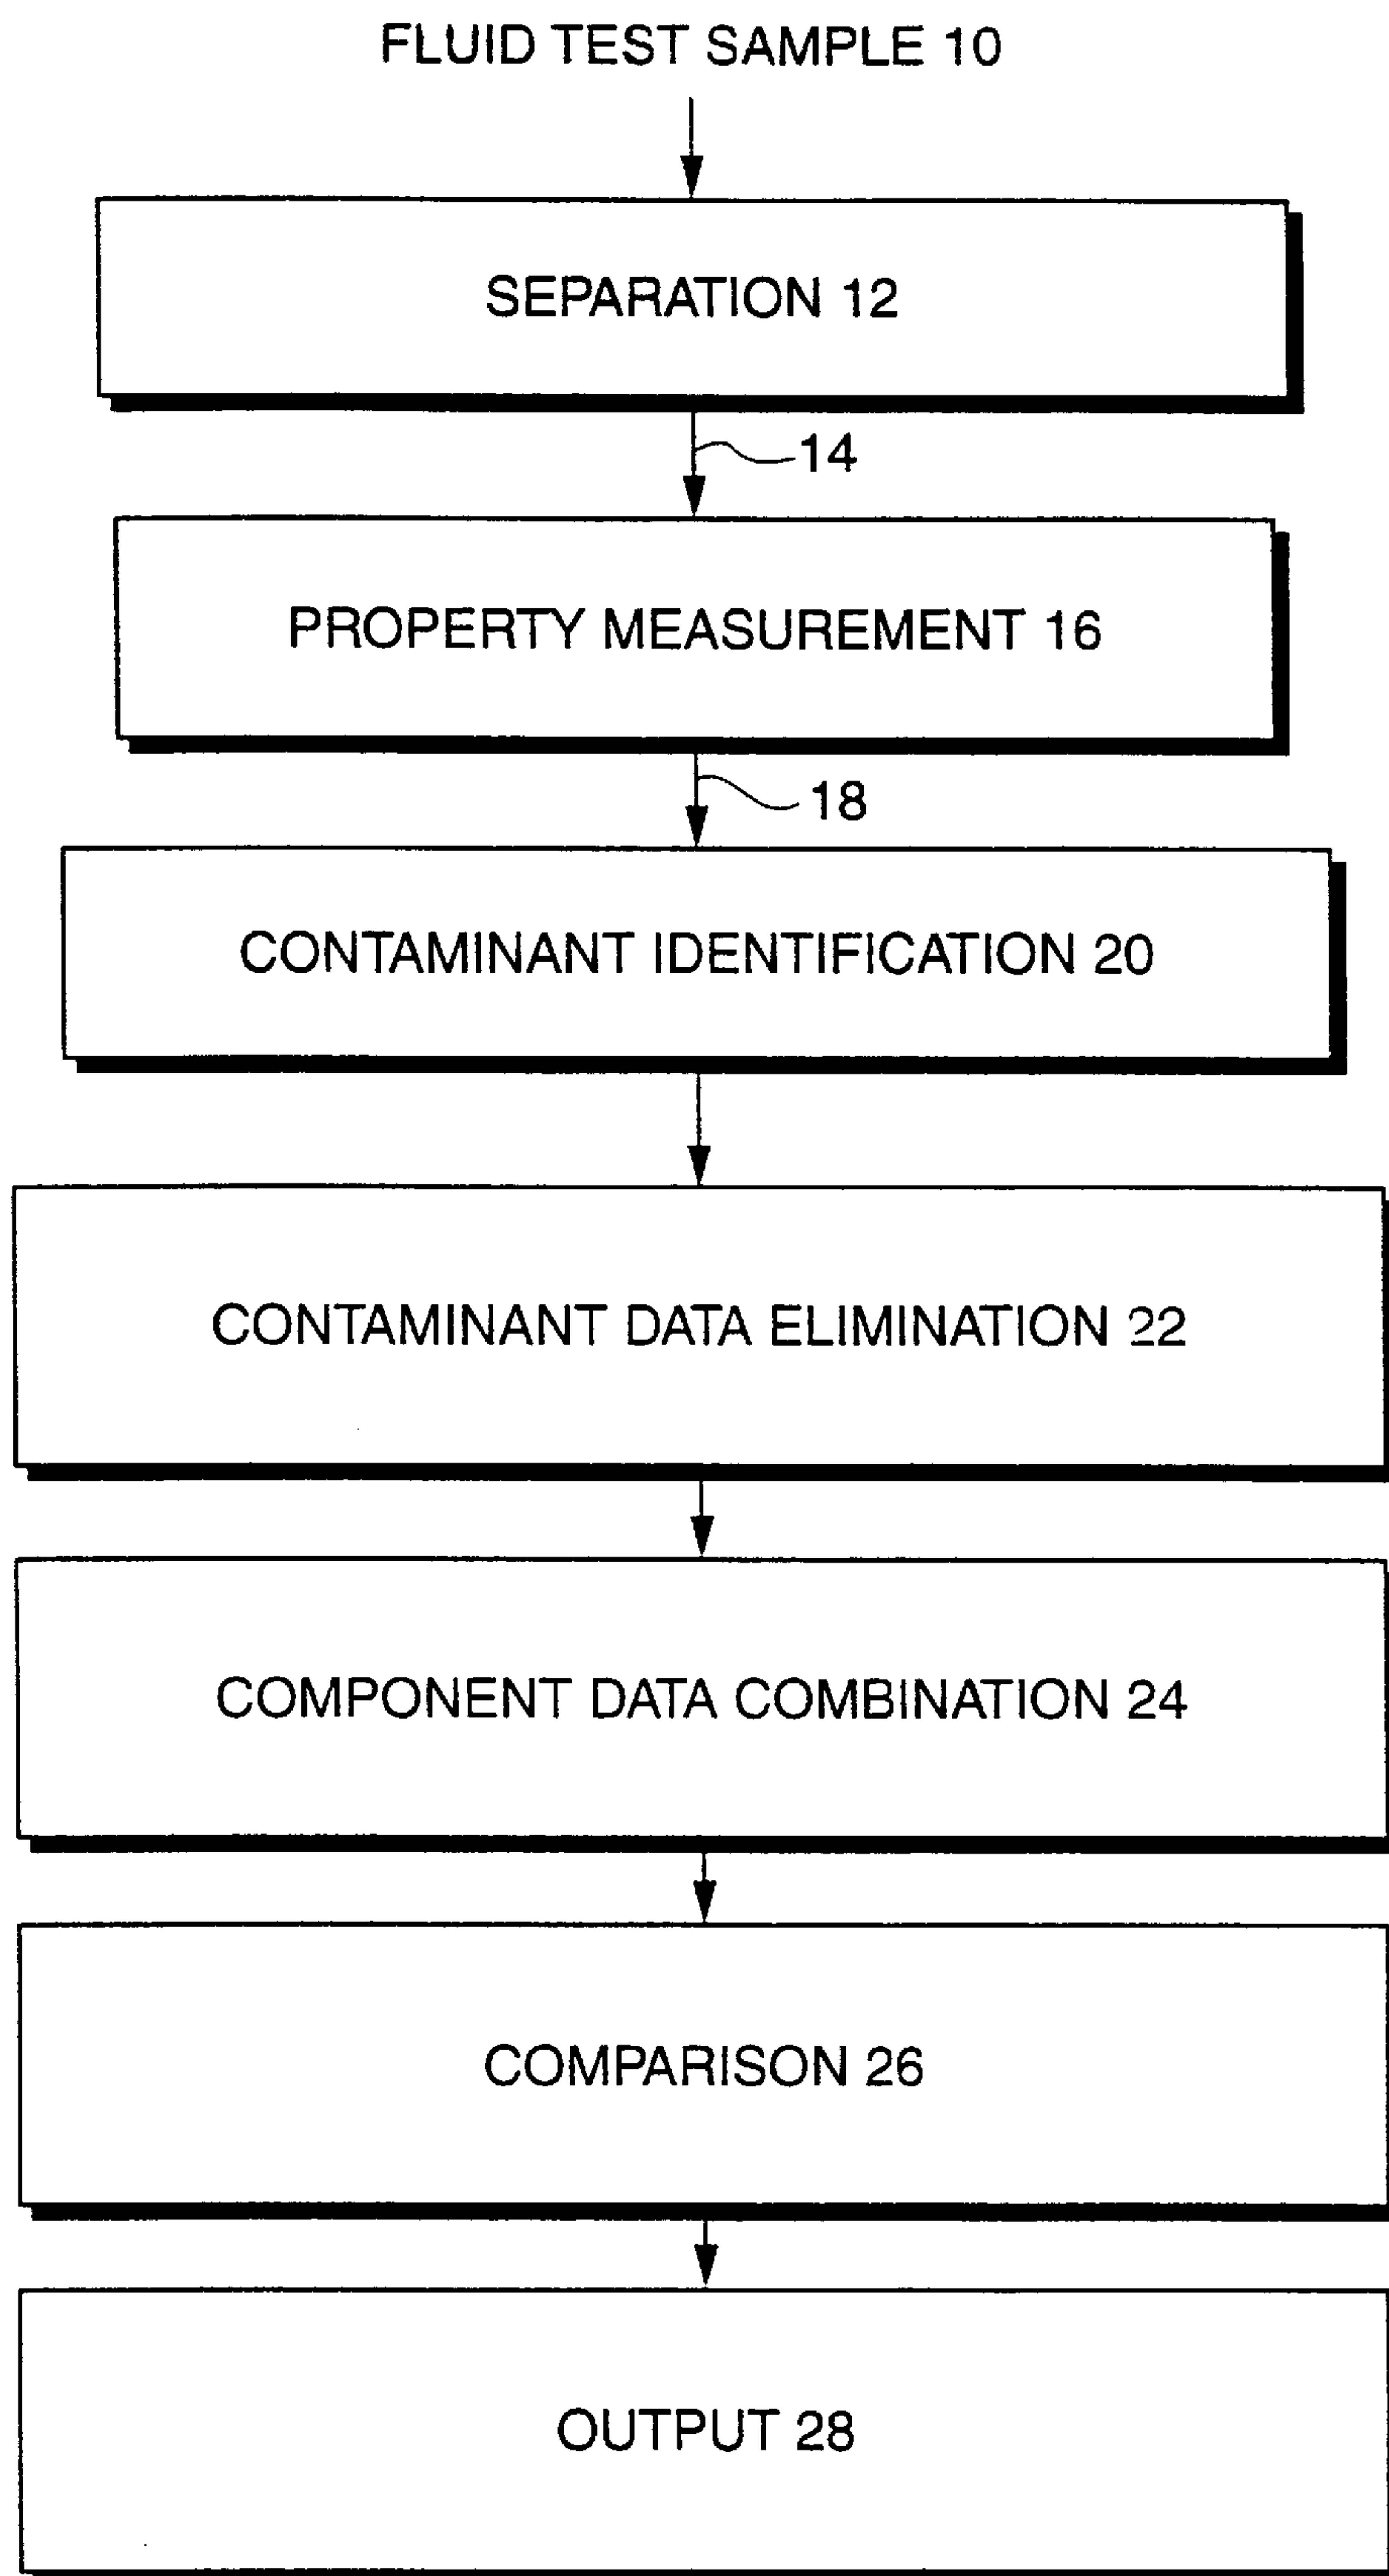 FLUID TEST SAMPLE 10
SEPARATION 12
14
PROPERTY MEASUREMENT 16
18
CONTAMINANT IDENTIFICATION 20
CONTAMINANT DATA ELIMINATION 22
COMPONENT DATA COMBINATION 24
COMPARISON 26
OUTPUT 28